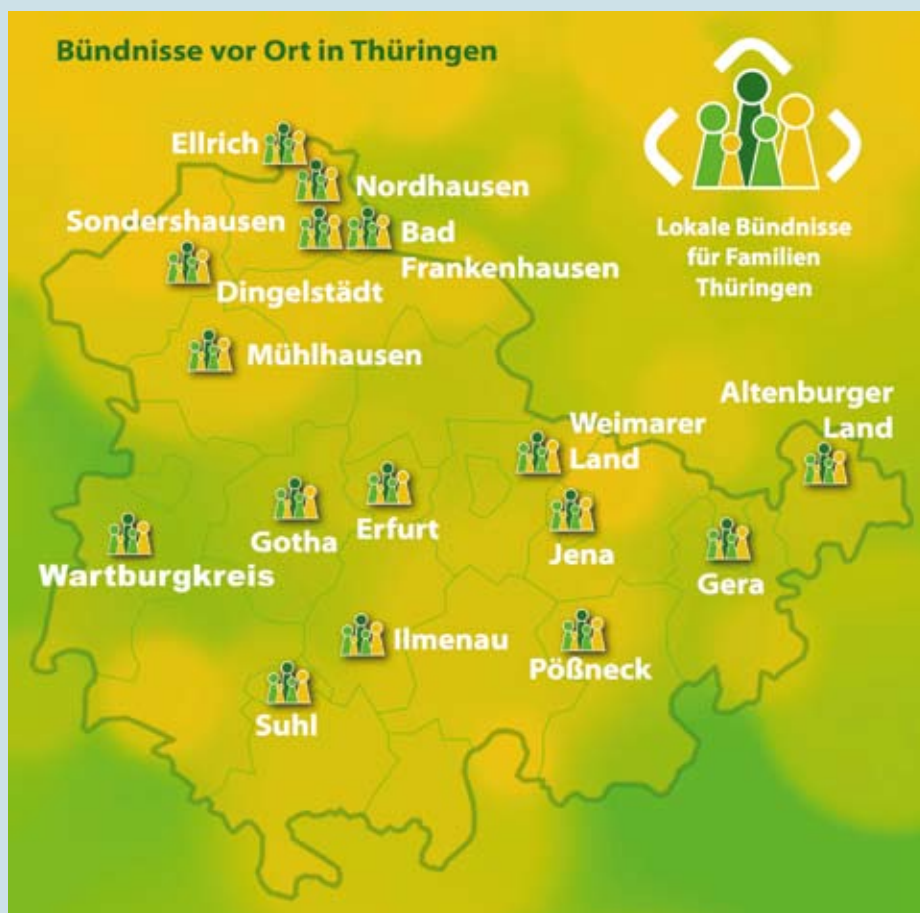 Bündnisse vor Ort in Thüringen
Lokale Bündnisse
für Familien
Thüringen
Ellrich
Nordhausen
Sondershausen
Bad
Frankenhausen
Dingelstädt
Mühlhausen
Altenburger
Land
Weimarer
Land
Gotha
Erfurt
Jena
Gera
Wartburgkreis
Ilmenau
Pößneck
Suhl